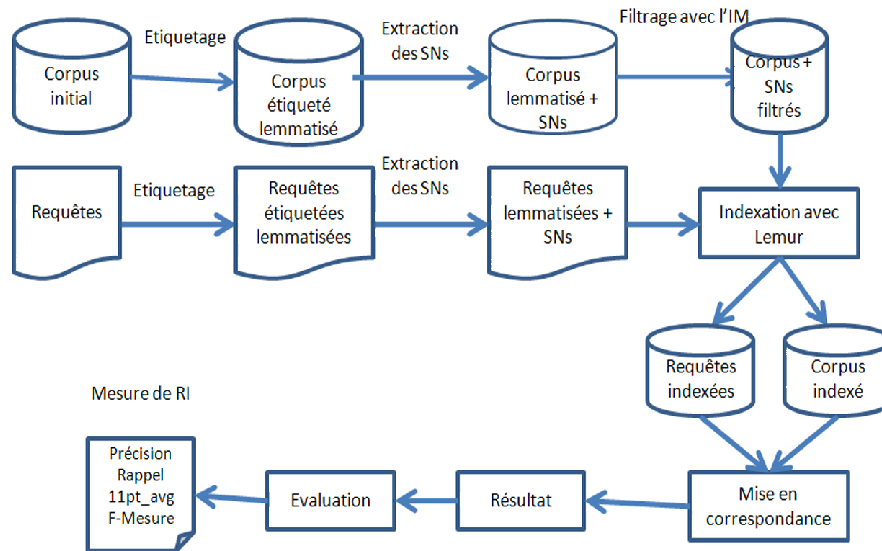 Etiquetage
Extraction
des SNs
Filtrage avec l'IM
Corpus
initial
Corpus
étiqueté
lemmatisé
Corpus
lemmatisé +
SNs
Corpus +
SNs
filtrés
Requêtes
Etiquetage
Requêtes
étiquetées
lemmatisées
Extraction
des SNs
Requêtes
lemmatisées +
SNs
Indexation avec
Lemur
Requêtes
indexées
Corpus
indexé
Mesure de RI
Précision
Rappel
11pt_avg
F-Mesure
Evaluation
Résultat
Mise en
correspondance